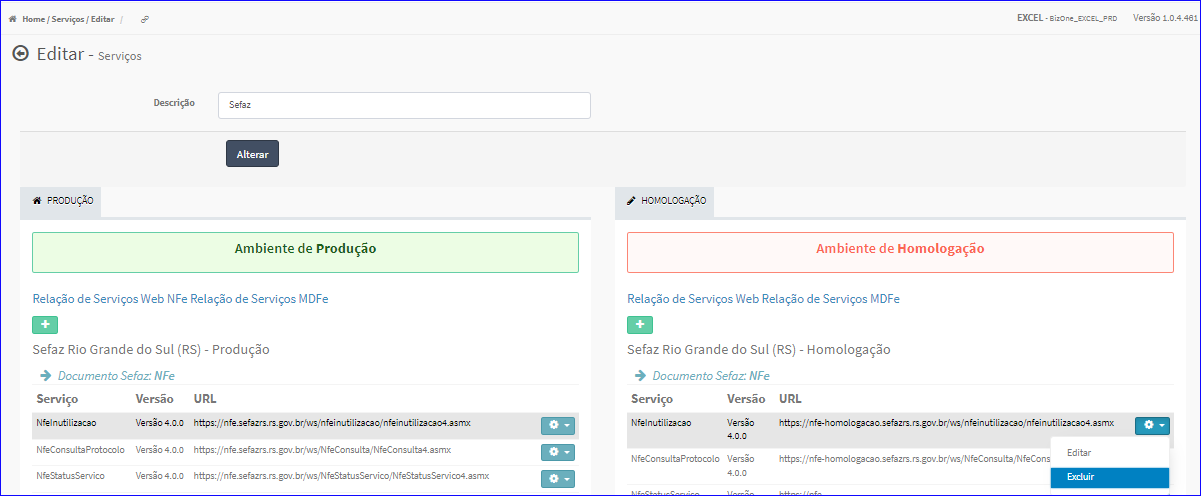 Home / Serviços / Editar /
EXCEL - BizOne_EXCEL_PRD Versão 1.0.4.461
Editar - Serviços
Descrição
Sefaz
Alterar
PRODUÇÃO
Ambiente de Produção
Relação de Serviços Web NFe Relação de Serviços MDFe
+
Sefaz Rio Grande do Sul (RS) - Produção
Documento Sefaz: NFe
Serviço Versão URL
NfeInutilizacao Versão 4.0.0 https://nfe.sefazrs.rs.gov.br/ws/nfeinutilizacao/nfeinutilizacao4.asmx
NfeConsultaProtocolo Versão 4.0.0 https://nfe.sefazrs.rs.gov.br/ws/NfeConsulta/NfeConsulta4.asmx
NfeStatusServico Versão 4.0.0 https://nfe.sefazrs.rs.gov.br/ws/NfeStatusServico/NfeStatusServico4.asmx
HOMOLOGAÇÃO
Ambiente de Homologação
Relação de Serviços Web Relação de Serviços MDFe
+
Sefaz Rio Grande do Sul (RS) - Homologação
Documento Sefaz: NFe
Serviço Versão URL
NfeInutilizacao Versão https://nfe-homologacao.sefazrs.rs.gov.br/ws/nfeinutilizacao/nfeinutilizacao4.asmx
4.0.0
NfeConsultaProtocolo Versão https://nfe-homologacao.sefazrs.rs.gov.br/ws/NfeConsulta/NfeCons
4.0.0
Editar
Excluir
NfeStatusServico Versão https://nfe-